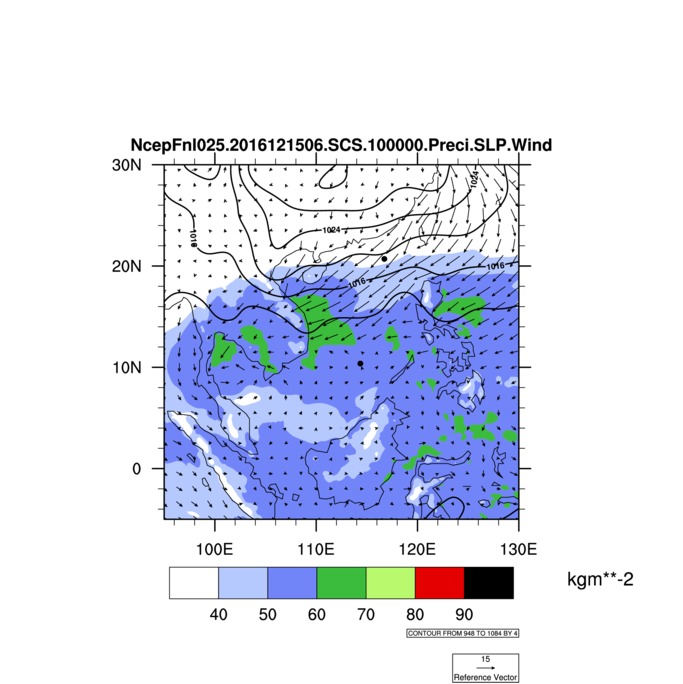 NcepFnl025.2016121506.SCS.100000.Preci.SLP.Wind
30N
1024
1018
1024
20N
1016
1016
10N
0
100E 110E 120E 130E
kgm**-2
40 50 60 70 80 90
CONTOUR FROM 948 TO 1084 BY 4
15
Reference Vector